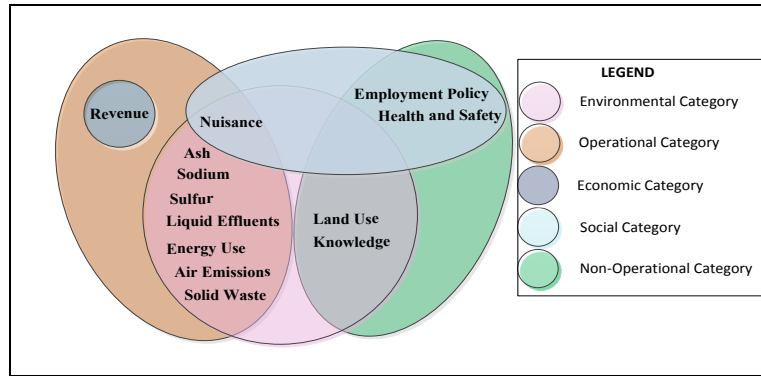 Revenue
Nuisance
Employment Policy
Health and Safety
Ash
Sodium
Sulfur
Liquid Effluents
Energy Use
Air Emissions
Solid Waste
Land Use
Knowledge
LEGEND
Environmental Category
Operational Category
Economic Category
Social Category
Non-Operational Category